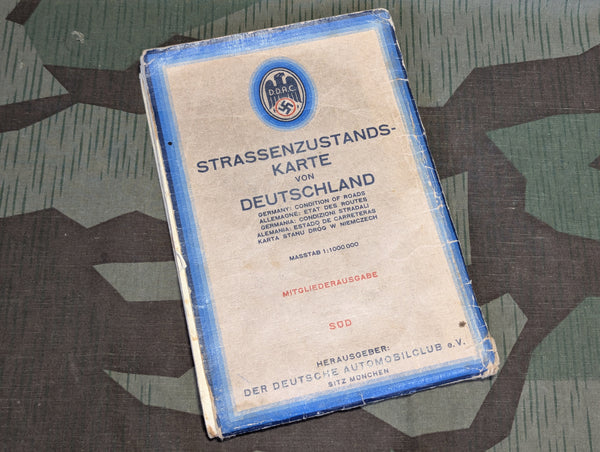 D.D.A.C.
STRASSENZUSTANDS-
KARTE
VON
DEUTSCHLAND
GERMANY: CONDITION OF ROADS
ALLEMAGNE: ETAT DES ROUTES
GERMANIA: CONDIZIONI STRADALI
ALEMANIA: ESTADO DE CARRETERAS
KARTA STANU DRÓG W NIEMCZECH
MASSTAB 1:1000000
MITGLIEDERAUSGABE
SÜD
HERAUSGEBER:
DER DEUTSCHE AUTOMOBILCLUB e.V.
SITZ MÜNCHEN